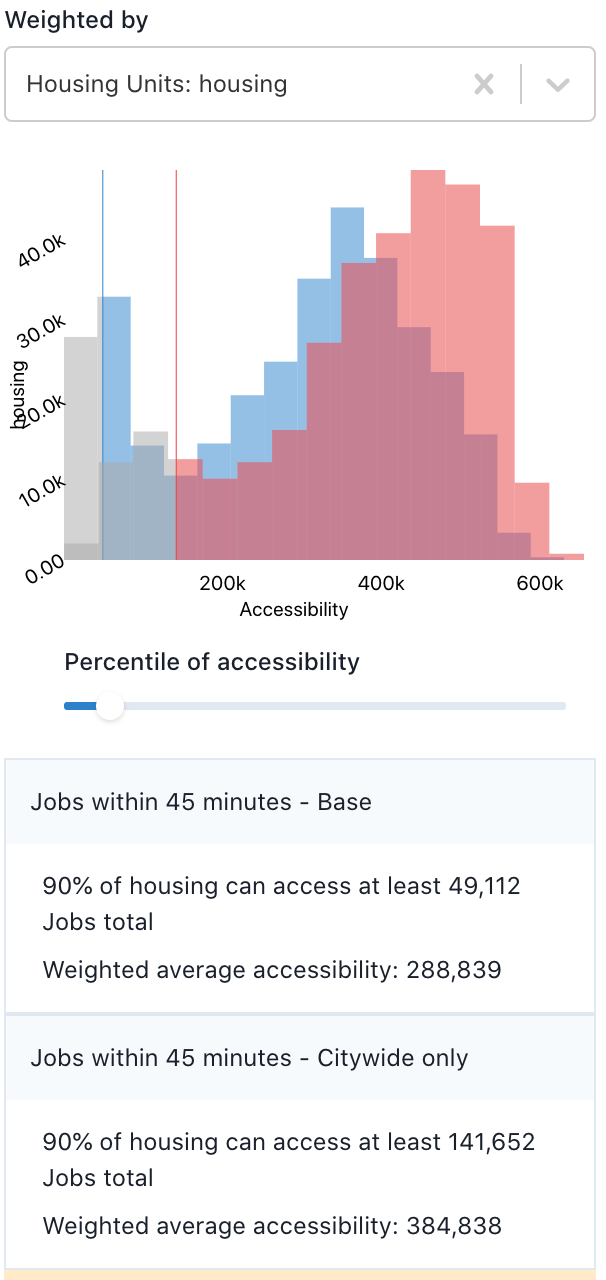 Weighted by
Housing Units: housing
40.0k
30.0k
20.0k
10.0k
0.00
housing
200k
400k
600k
Accessibility
Percentile of accessibility
Jobs within 45 minutes - Base
90% of housing can access at least 49,112
Jobs total
Weighted average accessibility: 288,839
Jobs within 45 minutes - Citywide only
90% of housing can access at least 141,652
Jobs total
Weighted average accessibility: 384,838